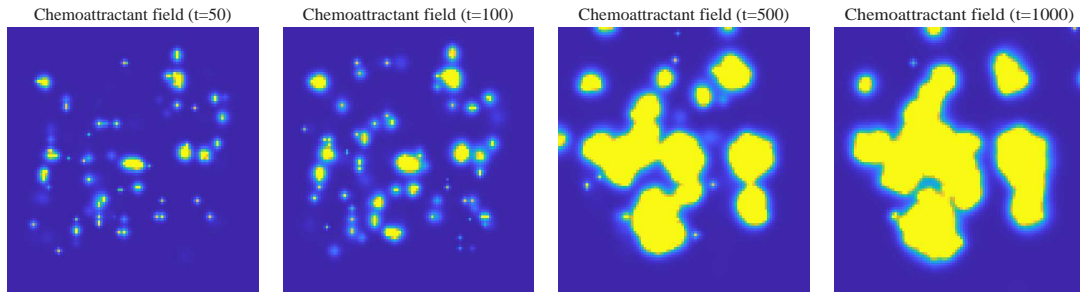 Chemoattractant field (t=50)
Chemoattractant field (t=100)
Chemoattractant field (t=500)
Chemoattractant field (t=1000)